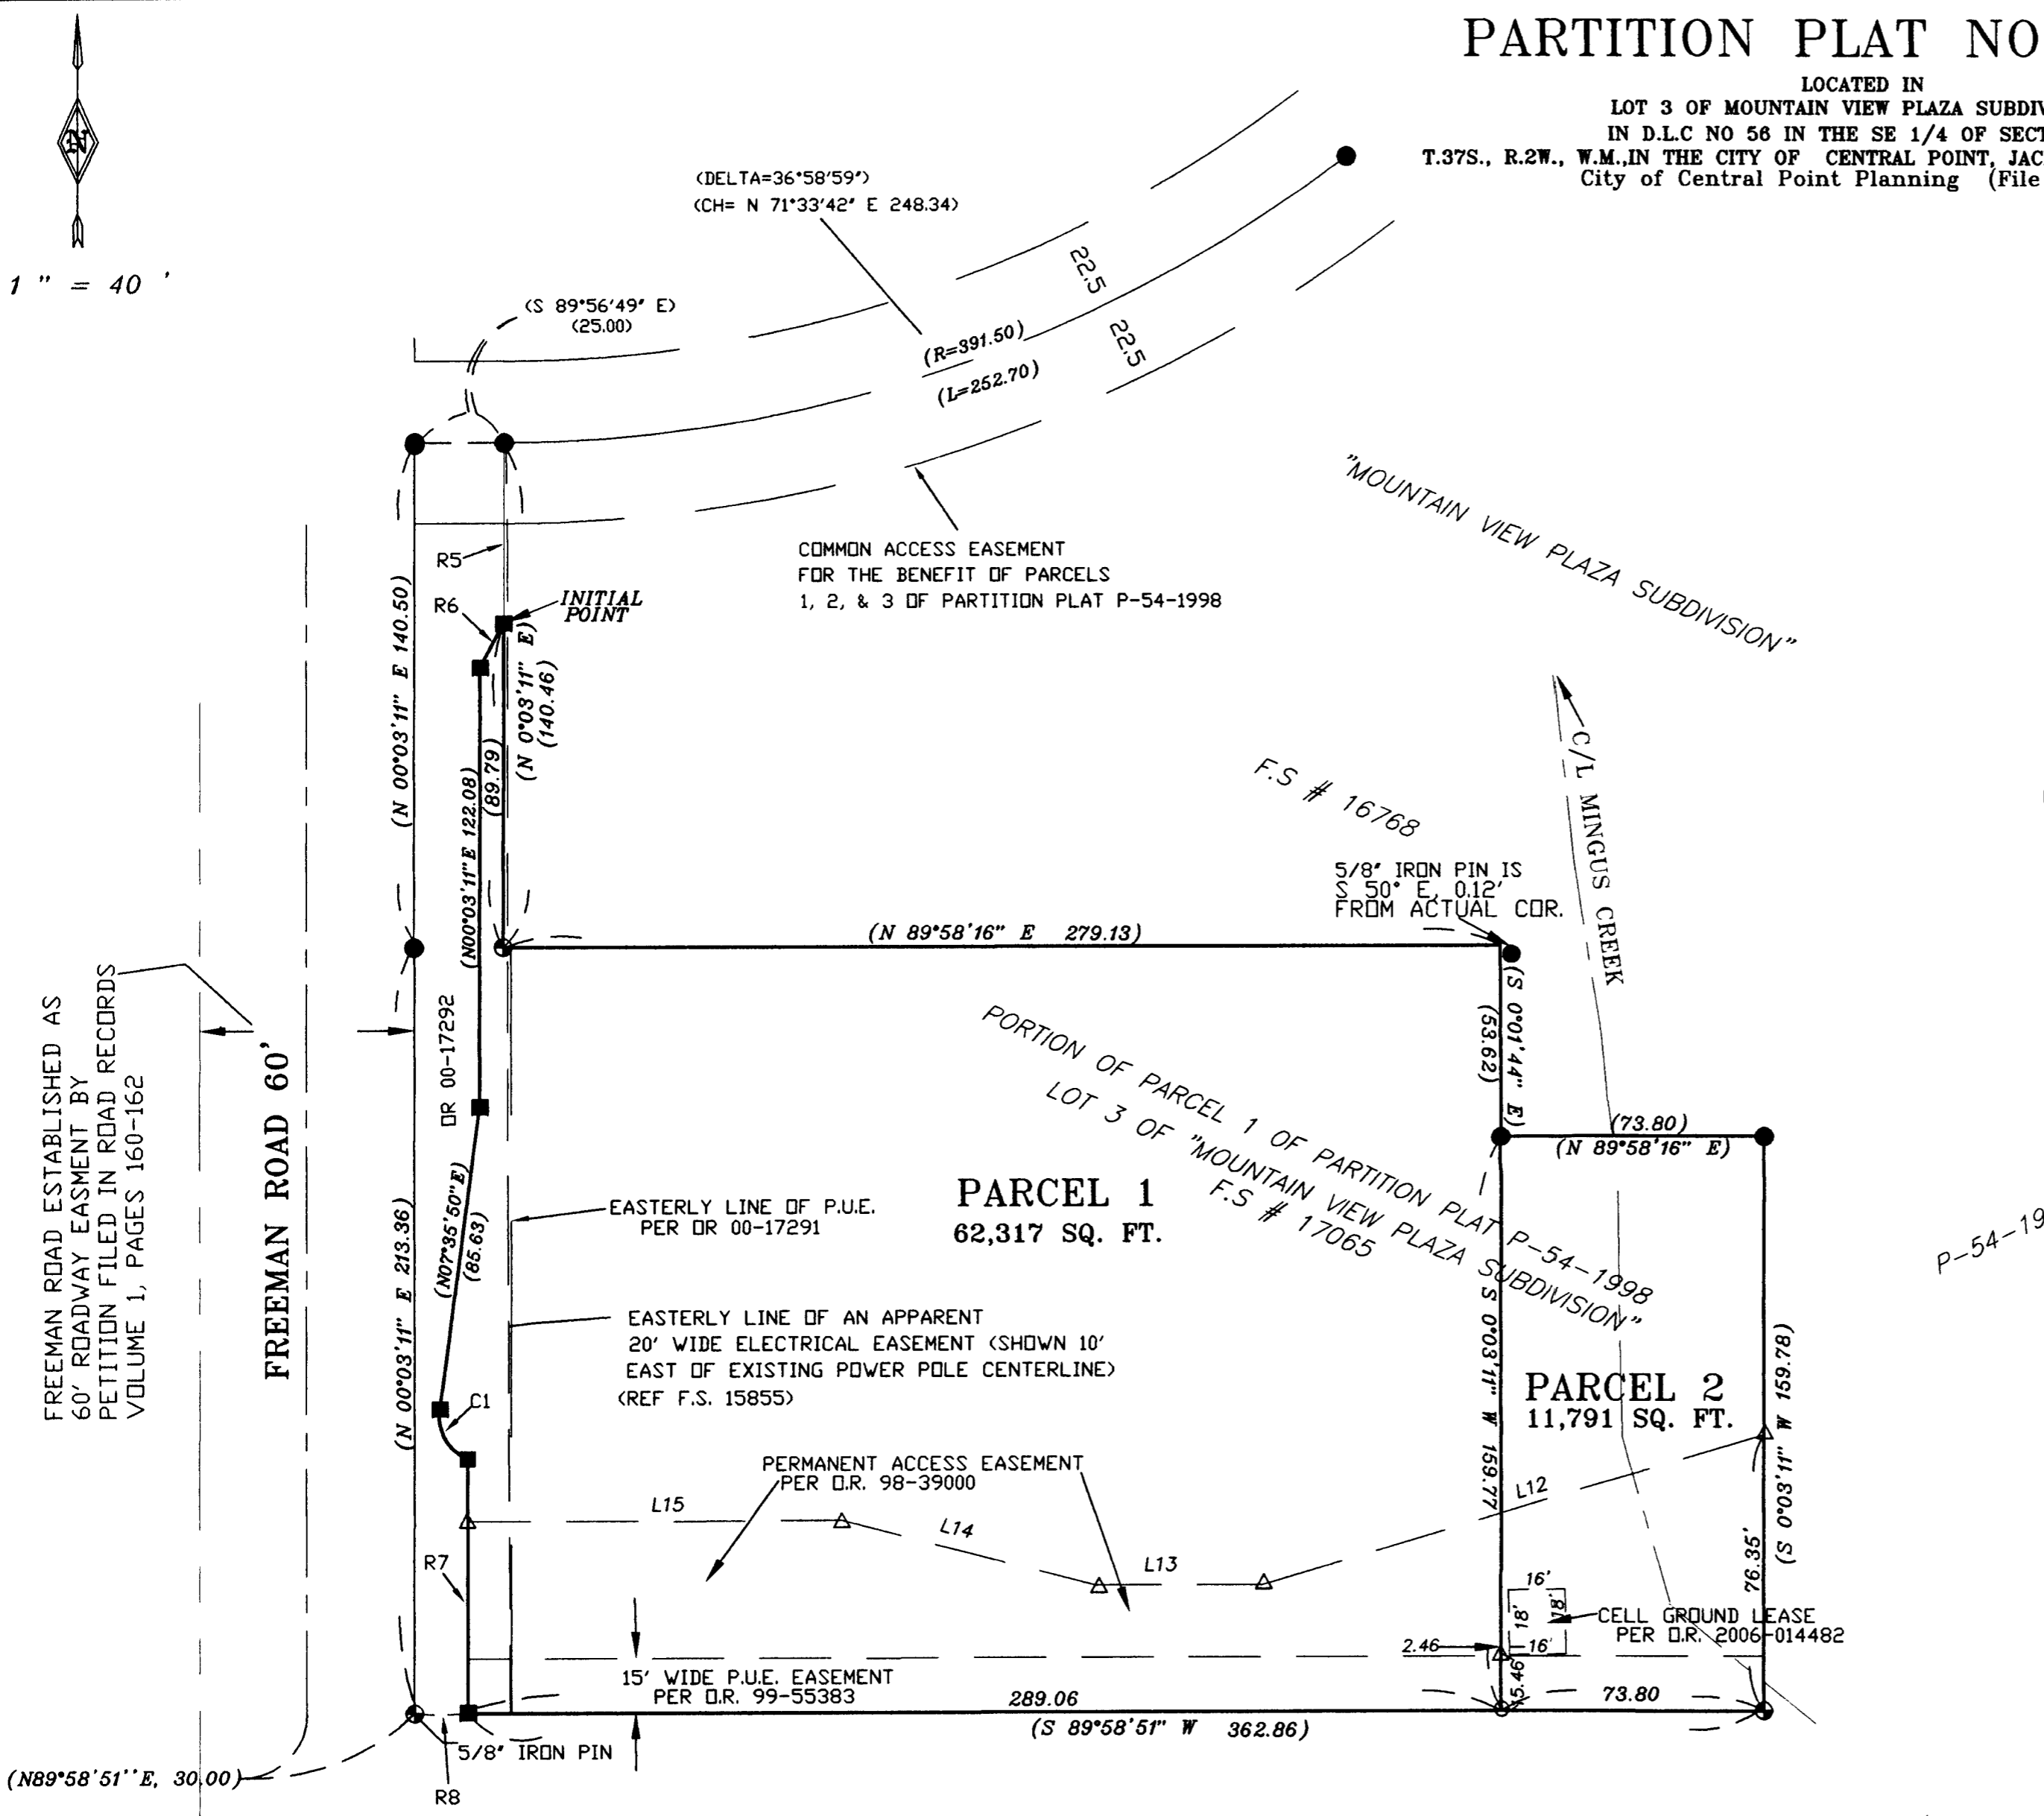 PARTITION PLAT NO
LOCATED IN
LOT 3 OF MOUNTAIN VIEW PLAZA SUBDIV
IN D.L.C NO 56 IN THE SE 1/4 OF SECT
T.37S., R.2W., W.M.,IN THE CITY OF CENTRAL POINT, JAC
City of Central Point Planning (File
N
1 " = 40 '
(DELTA=36°58'59")
(CH= N 71°33'42" E 248.34)
(S 89°56'49" E)
(25.00)
22.5
22.5
(R=391.50)
(L=252.70)
COMMON ACCESS EASEMENT
FOR THE BENEFIT OF PARCELS
1, 2, & 3 OF PARTITION PLAT P-54-1998
"MOUNTAIN VIEW PLAZA SUBDIVISION"
R5
R6
INITIAL
POINT
(N 00°03'11" E 140.50)
(N 0°03'11" E)
(140.46)
(89.79)
(N00°03'11"E 122.08)
F.S # 16768
C/L MINGUS CREEK
5/8" IRON PIN IS
S 50° E, 0.12'
FROM ACTUAL COR.
(N 89°58'16" E 279.13)
(S 0°01'44" E)
(53.62)
FREEMAN ROAD ESTABLISHED AS
60' ROADWAY EASMENT BY
PETITION FILED IN ROAD RECORDS
VOLUME 1, PAGES 160-162
FREEMAN ROAD 60'
OR 00-17292
PORTION OF PARCEL 1 OF PARTITION PLAT P-54-1998
LOT 3 OF "MOUNTAIN VIEW PLAZA SUBDIVISION"
F.S # 17065
(73.80)
(N 89°58'16" E)
PARCEL 1
62,317 SQ. FT.
EASTERLY LINE OF P.U.E.
PER OR 00-17291
(N07°35'50"E)
(85.63)
(N 00°03'11" E 213.36)
P-54-19
EASTERLY LINE OF AN APPARENT
20' WIDE ELECTRICAL EASEMENT (SHOWN 10'
EAST OF EXISTING POWER POLE CENTERLINE)
(REF F.S. 15855)
S 0°03'11" W 159.77
PARCEL 2
11,791 SQ. FT.
(S 0°03'11" W 159.78)
C1
PERMANENT ACCESS EASEMENT
PER O.R. 98-39000
L15
L14
L13
L12
76.35'
R7
16'
18'
18'
16'
CELL GROUND LEASE
PER O.R. 2006-014482
2.46
15.46
15' WIDE P.U.E. EASEMENT
PER O.R. 99-55383
289.06
73.80
(S 89°58'51" W 362.86)
5/8" IRON PIN
(N89°58'51''E, 30.00)
R8